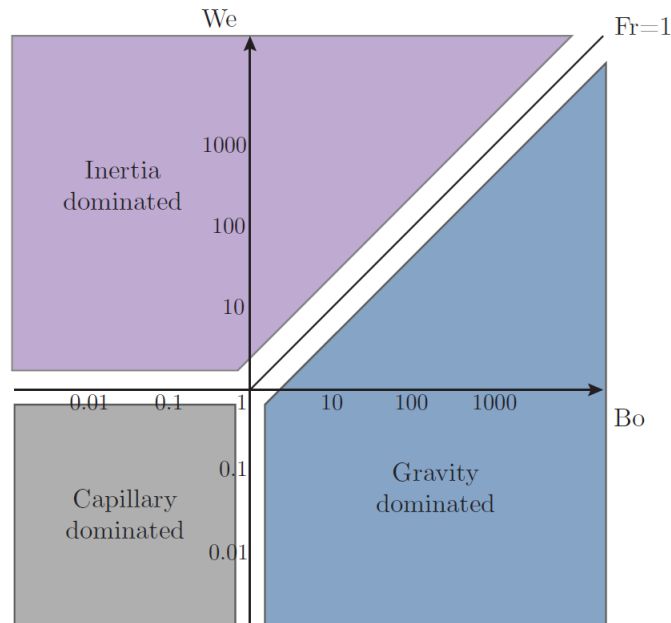 We
Fr=1
1000
Inertia
dominated
100
10
0.01
0.1
1
10
100
1000
Bo
0.1
Gravity
dominated
Capillary
dominated
0.01